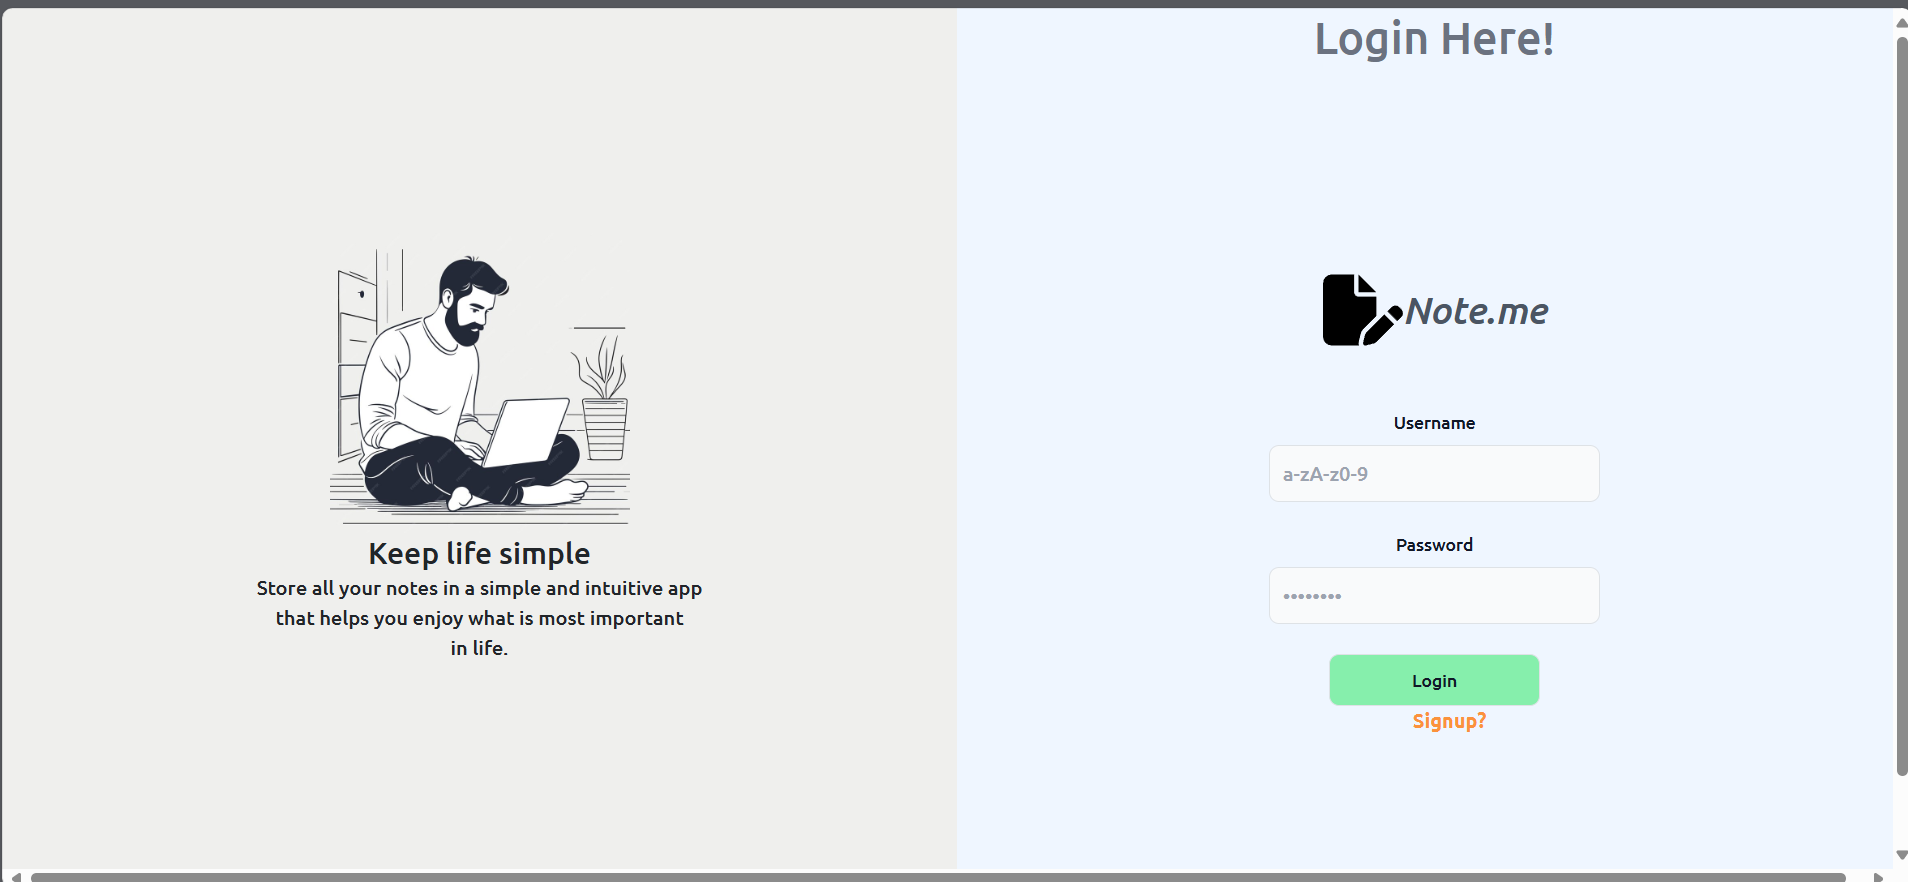 Keep life simple
Store all your notes in a simple and intuitive app
that helps you enjoy what is most important
in life.
Login Here!
Note.me
Username
a-zA-z0-9
Password
••••••••
Login
Signup?